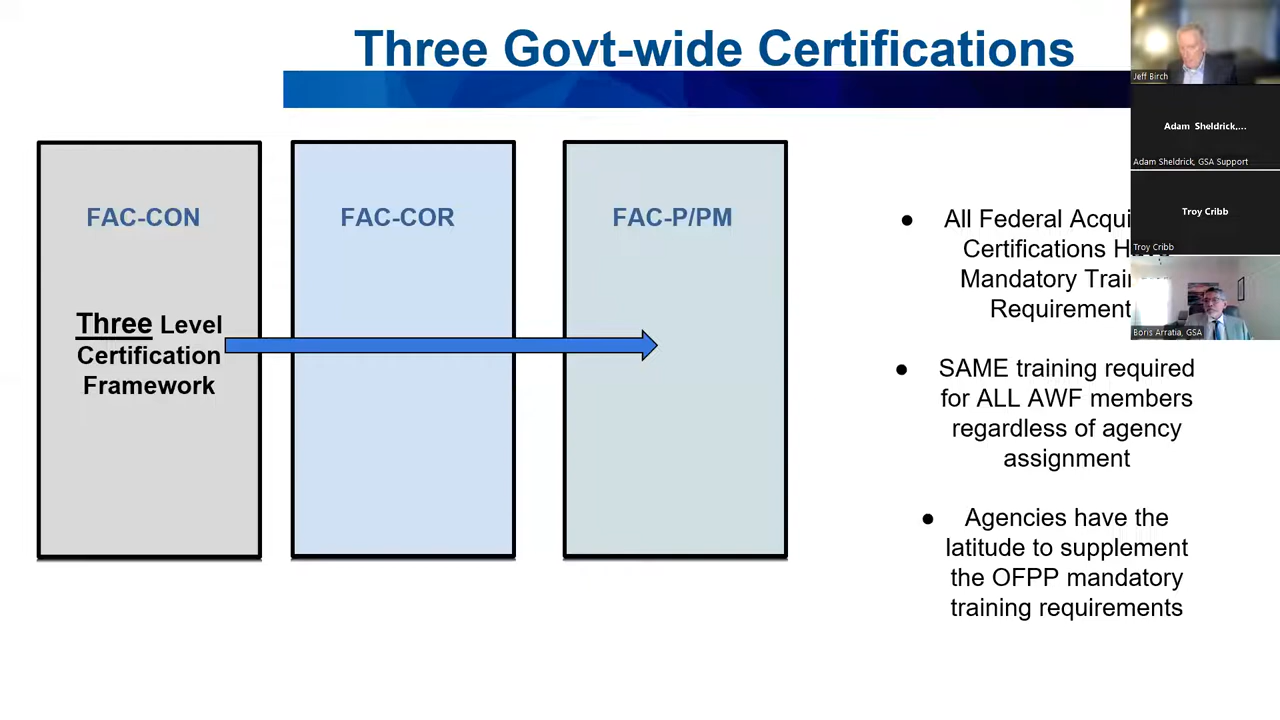 Three Govt-wide Certifications
FAC-CON
Three Level
Certification
Framework
FAC-COR
FAC-P/PM
● All Federal Acqui
Certifications
Mandatory Train
Requirement
● SAME training required
for ALL AWF members
regardless of agency
assignment
● Agencies have the
latitude to supplement
the OFPP mandatory
training requirements
Jeff Birch
Adam Sheldrick,...
Adam Sheldrick, GSA Support
Troy Cribb
Troy Cribb
Boris Arratia, GSA